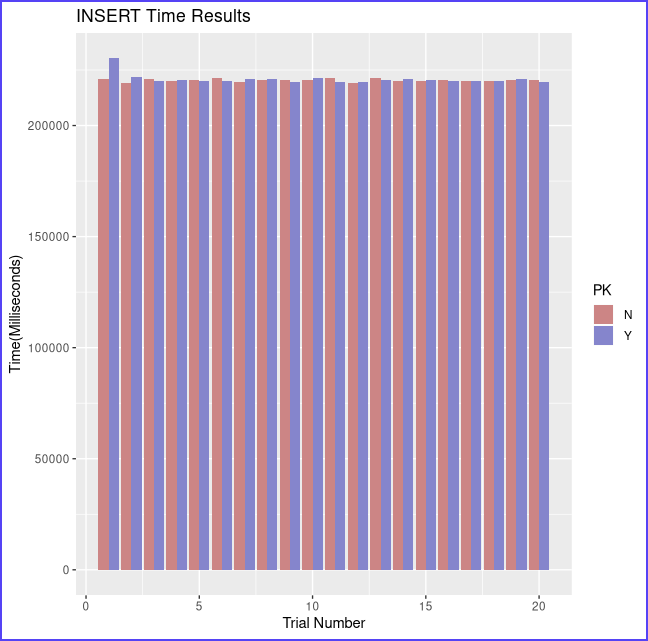 INSERT Time Results
Time(Milliseconds)
200000
150000
100000
50000
0
0 5 10 15 20
Trial Number
PK
N
Y